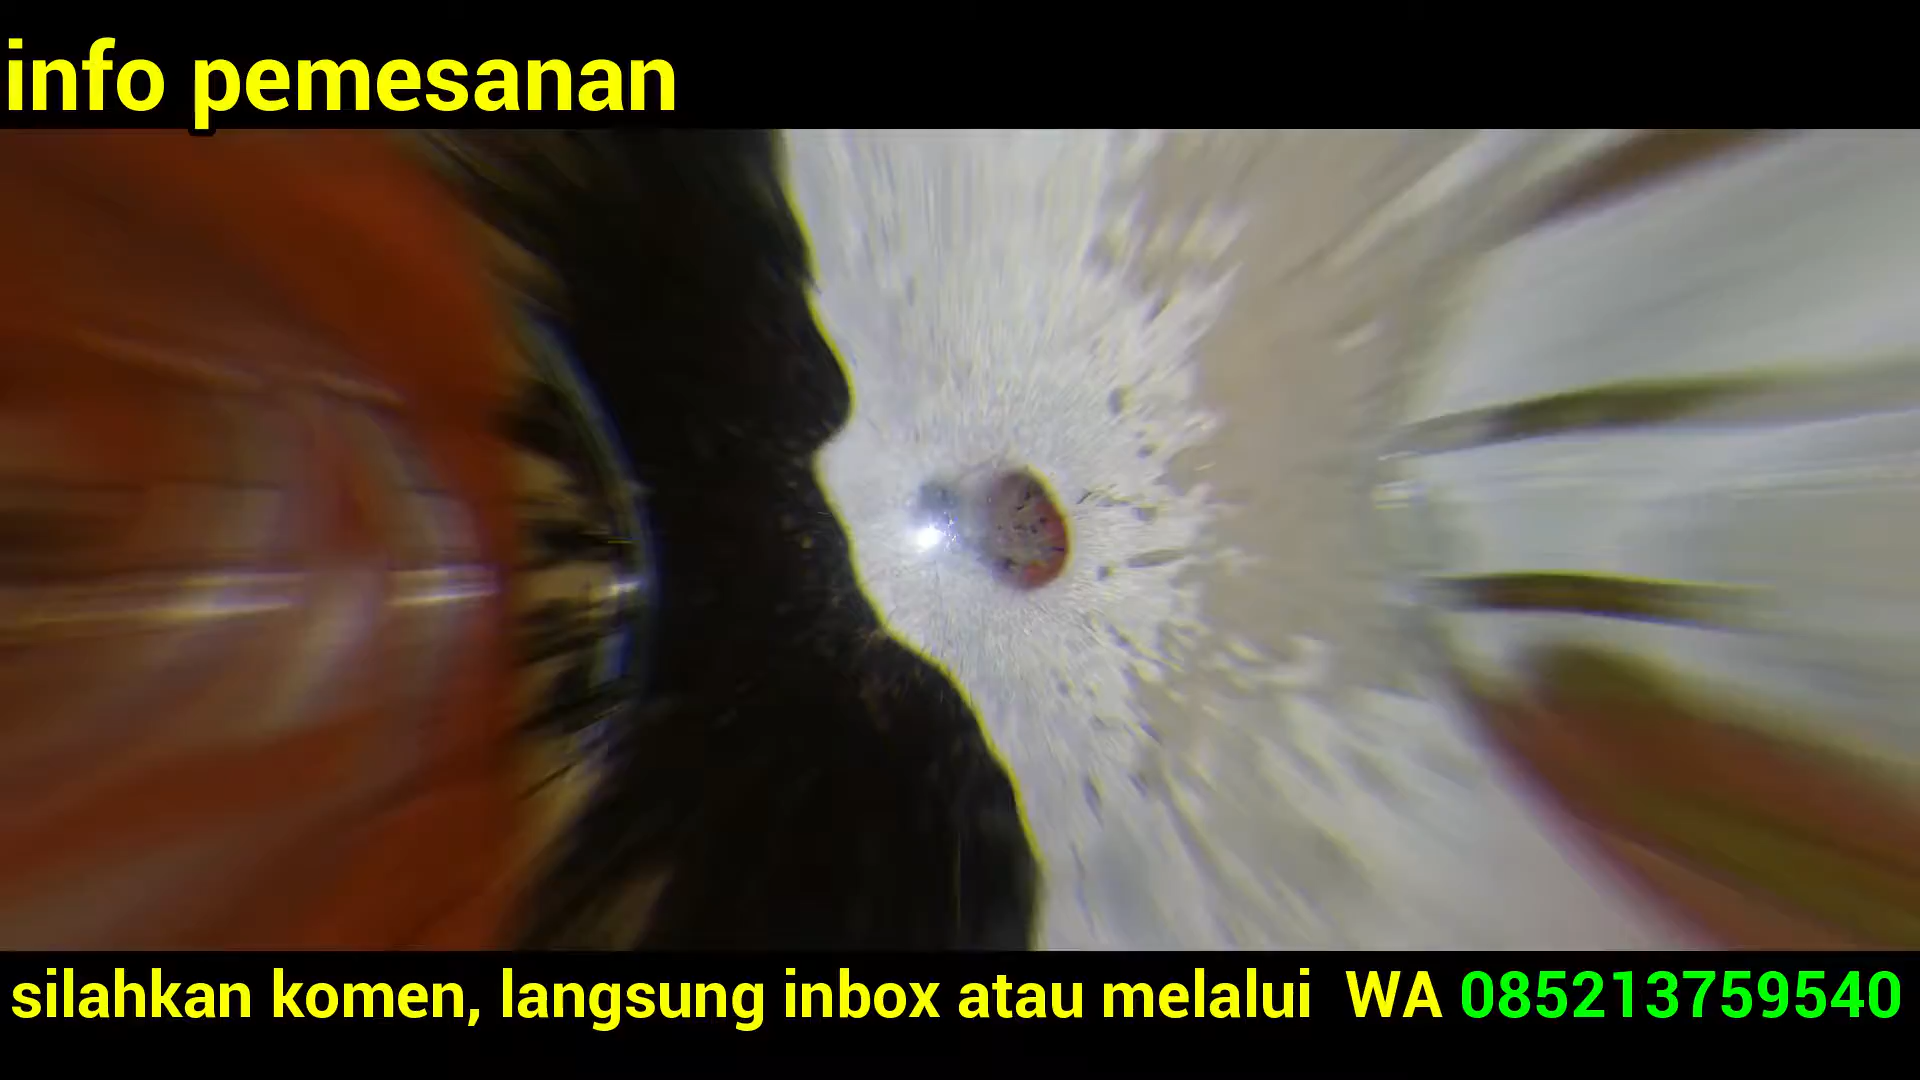 info pemesanan
silahkan komen, langsung inbox atau melalui WA 085213759540